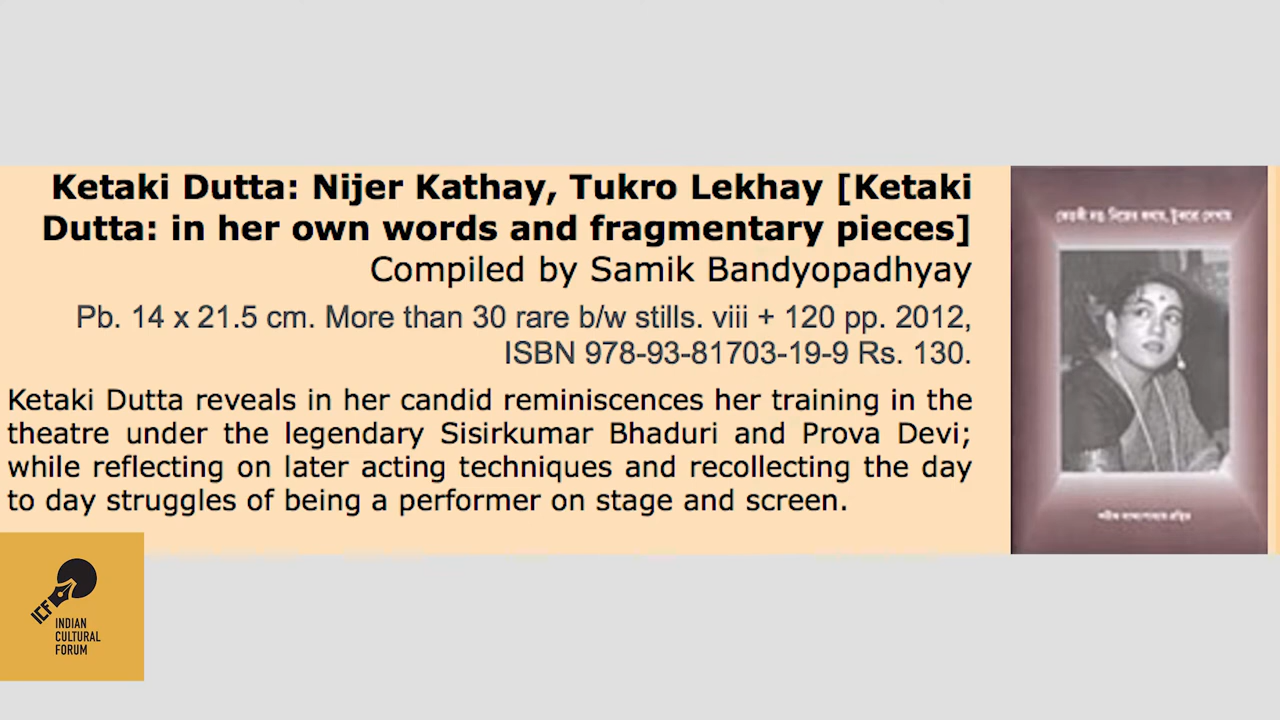 Ketaki Dutta: Nijer Kathay, Tukro Lekhay [Ketaki
Dutta: in her own words and fragmentary pieces]
Compiled by Samik Bandyopadhyay
Pb. 14 x 21.5 cm. More than 30 rare b/w stills. viii + 120 pp. 2012,
ISBN 978-93-81703-19-9 Rs. 130.
Ketaki Dutta reveals in her candid reminiscences her training in the
theatre under the legendary Sisirkumar Bhaduri and Prova Devi;
while reflecting on later acting techniques and recollecting the day
to day struggles of being a performer on stage and screen.
কেতকী দত্ত: নিজের কথায়, টুকরো লেখায়
ICF
INDIAN
CULTURAL
FORUM